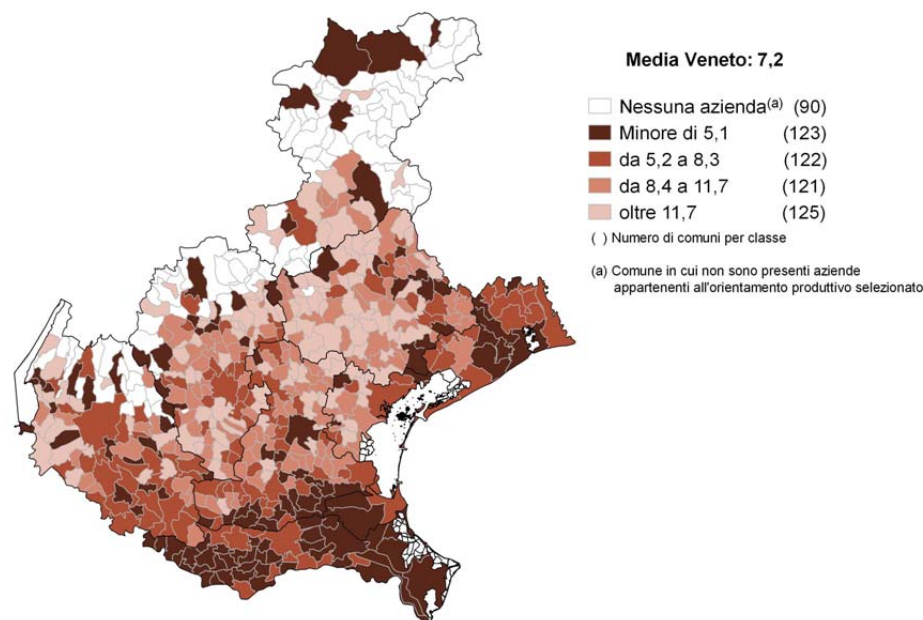 Media Veneto: 7,2
Nessuna azienda(a) (90)
Minore di 5,1 (123)
da 5,2 a 8,3 (122)
da 8,4 a 11,7 (121)
oltre 11,7 (125)
( ) Numero di comuni per classe
(a) Comune in cui non sono presenti aziende
appartenenti all'orientamento produttivo selezionato